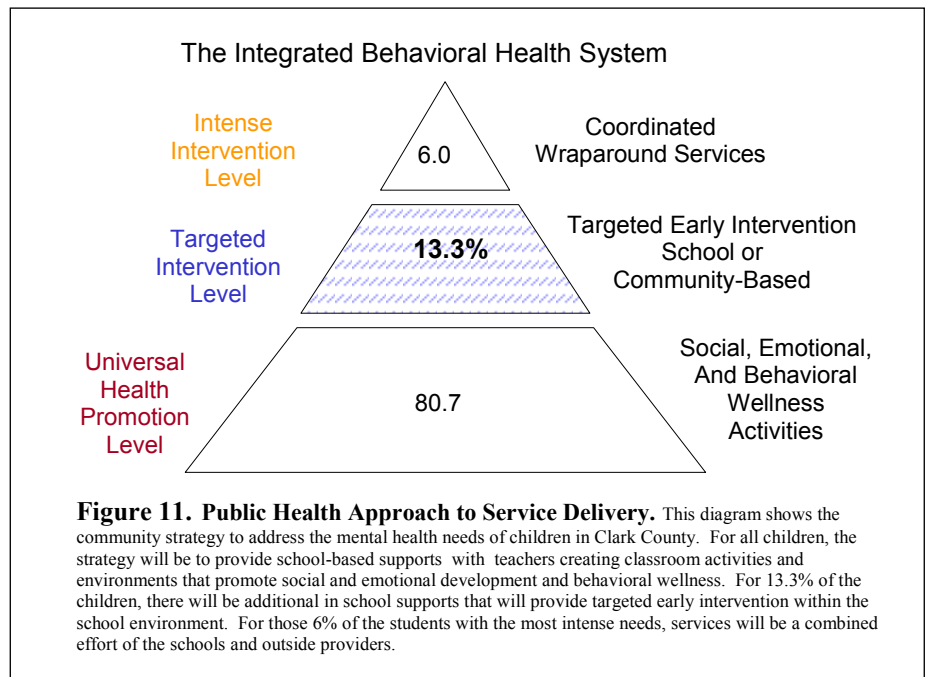 The Integrated Behavioral Health System
Intense
Intervention
Level
6.0
Coordinated
Wraparound Services
Targeted
Intervention
Level
13.3%
Targeted Early Intervention
School or
Community-Based
Universal
Health
Promotion
Level
80.7
Social, Emotional,
And Behavioral
Wellness
Activities
Figure 11. Public Health Approach to Service Delivery. This diagram shows the
community strategy to address the mental health needs of children in Clark County. For all children, the
strategy will be to provide school-based supports with teachers creating classroom activities and
environments that promote social and emotional development and behavioral wellness. For 13.3% of the
children, there will be additional in school supports that will provide targeted early intervention within the
school environment. For those 6% of the students with the most intense needs, services will be a combined
effort of the schools and outside providers.